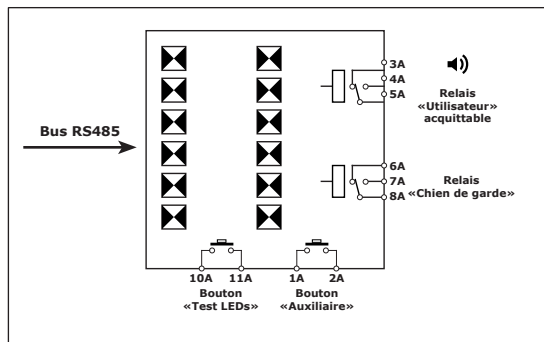 Bus RS485
3A
4A
5A
Relais
«Utilisateur»
acquittable
6A
7A
8A
Relais
«Chien de garde»
10A 11A 1A 2A
Bouton
«Test LEDs»
Bouton
«Auxiliaire»